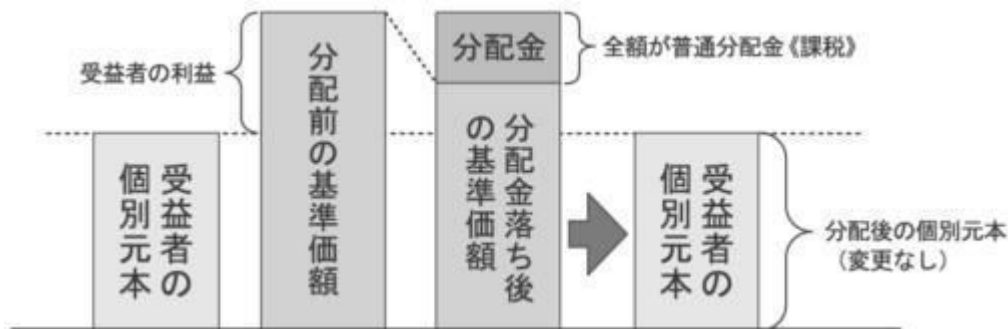 受益者の利益
受益者の
個別元本
分配前の基準価額
分配金
全額が普通分配金《課税》
分配金落ち後
の基準価額
受益者の
個別元本
分配後の個別元本
（変更なし）